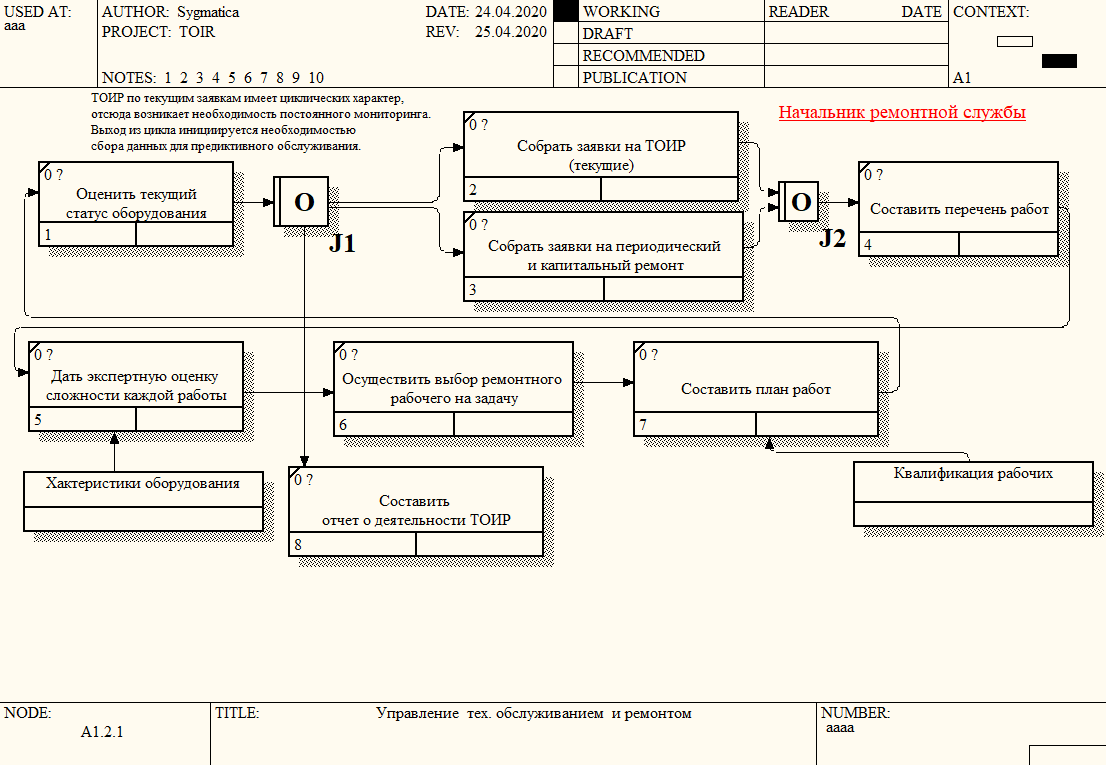 USED AT:
aaa
AUTHOR: Sygmatica
PROJECT: TOIR
NOTES: 1 2 3 4 5 6 7 8 9 10
DATE: 24.04.2020
REV: 25.04.2020
WORKING
DRAFT
RECOMMENDED
PUBLICATION
READER DATE
CONTEXT:
A1
ТОИР по текущим заявкам имеет циклических характер,
отсюда возникает необходимость постоянного мониторинга.
Выход из цикла инициируется необходимостью
сбора данных для предиктивного обслуживания.
Начальник ремонтной службы
0 ?
Оценить текущий
статус оборудования
1
O
J1
0 ?
Собрать заявки на ТОИР
(текущие)
2
0 ?
Собрать заявки на периодический
и капитальный ремонт
3
O
J2
0 ?
Составить перечень работ
4
0 ?
Дать экспертную оценку
сложности каждой работы
5
0 ?
Осуществить выбор ремонтного
рабочего на задачу
6
0 ?
Составить план работ
7
Хактеристики оборудования
0 ?
Составить
отчет о деятельности ТОИР
8
Квалификация рабочих
NODE:
A1.2.1
TITLE:
Управление тех. обслуживанием и ремонтом
NUMBER:
aaaa